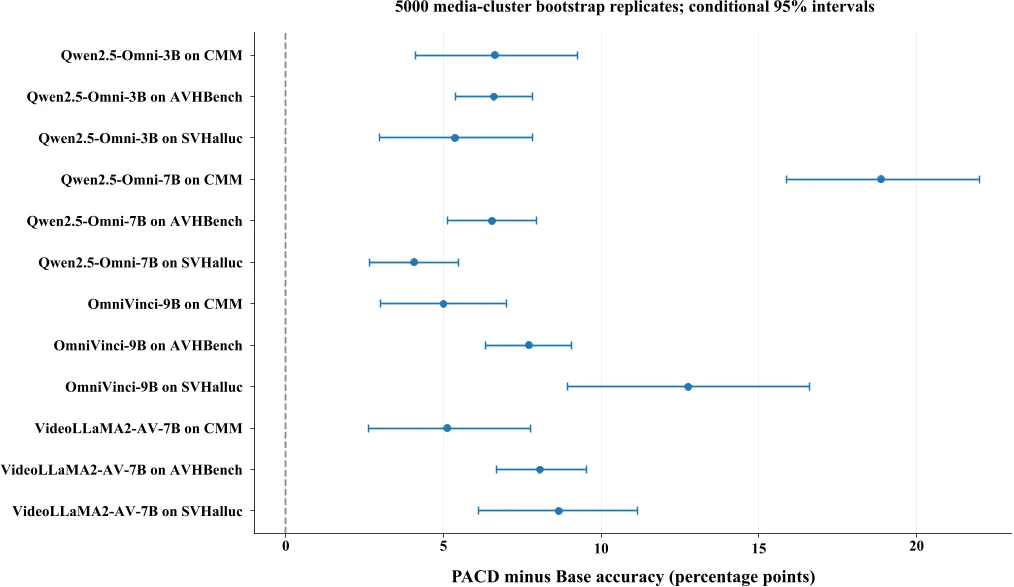 5000 media-cluster bootstrap replicates; conditional 95% intervals
Qwen2.5-Omni-3B on CMM
Qwen2.5-Omni-3B on AVHBench
Qwen2.5-Omni-3B on SVHalluc
Qwen2.5-Omni-7B on CMM
Qwen2.5-Omni-7B on AVHBench
Qwen2.5-Omni-7B on SVHalluc
OmniVinci-9B on CMM
OmniVinci-9B on AVHBench
OmniVinci-9B on SVHalluc
VideoLLaMA2-AV-7B on CMM
VideoLLaMA2-AV-7B on AVHBench
VideoLLaMA2-AV-7B on SVHalluc
0 5 10 15 20
PACD minus Base accuracy (percentage points)